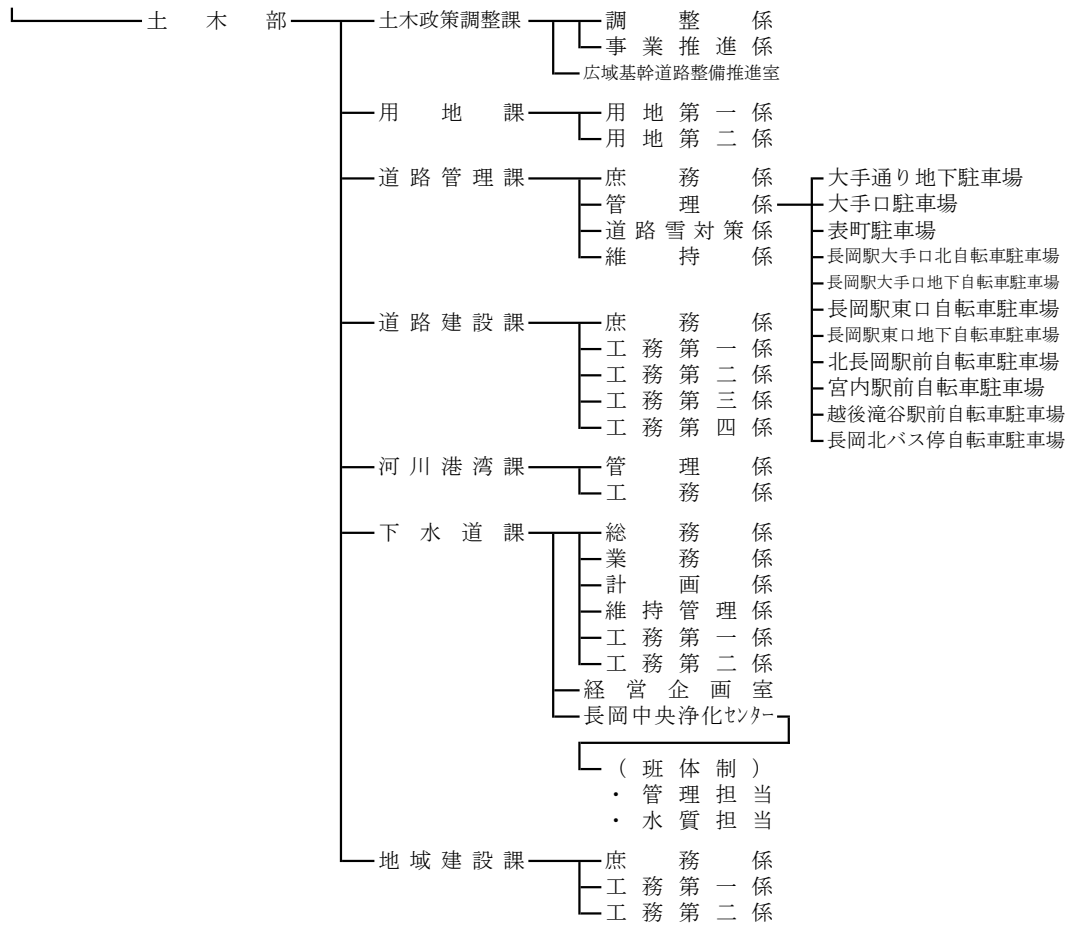 土木部 土木政策調整課 調整係
事業推進係
広域基幹道路整備推進室
用地課 用地第一係
用地第二係
道路管理課 庶務係 大手通り地下駐車場
管理係 大手口駐車場
道路雪対策係 表町駐車場
維持係 長岡駅大手口北自転車駐車場
長岡駅大手口地下自転車駐車場
長岡駅東口自転車駐車場
長岡駅東口地下自転車駐車場
北長岡駅前自転車駐車場
宮内駅前自転車駐車場
越後滝谷駅前自転車駐車場
長岡北バス停自転車駐車場
道路建設課 庶務係
工務第一係
工務第二係
工務第三係
工務第四係
河川港湾課 管理係
工務係
下水道課 総務係
業務係
計画係
維持管理係
工務第一係
工務第二係
経営企画室
長岡中央浄化センター
(班体制)
・管理担当
・水質担当
地域建設課 庶務係
工務第一係
工務第二係